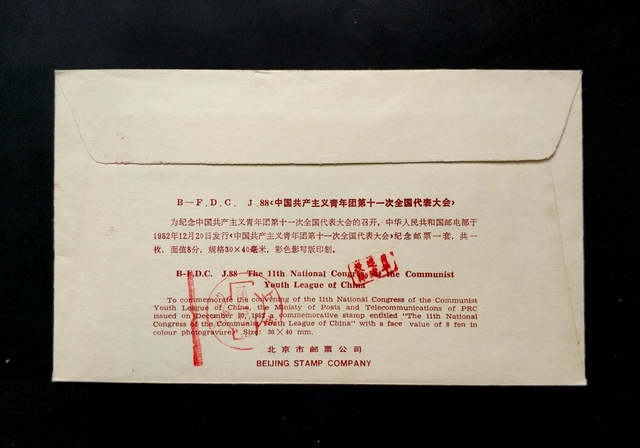 B—F.D.C. J.88《中国共产主义青年团第十一次全国代表大会》
为纪念中国共产主义青年团第十一次全国代表大会的召开，中华人民共和国邮电部于
1982年12月20日发行《中国共产主义青年团第十一次全国代表大会》纪念邮票一套，共一
枚，面值8分，规格30×40毫米，彩色影写版印制。
B-F.D.C. J.88 The 11th National Congress of the Communist
Youth League of China
To commemorate the convening of the 11th National Congress of the Communist
Youth League of China, the Ministy of Posts and Telecommunications of PRC
issued on December 20, 1982 a commemorative stamp entitled "The 11th National
Congress of the Communist Youth League of China" with a face value of 8 fen in
colour photogravure. Size: 30×40 mm.
北京市邮票公司
BEIJING STAMP COMPANY